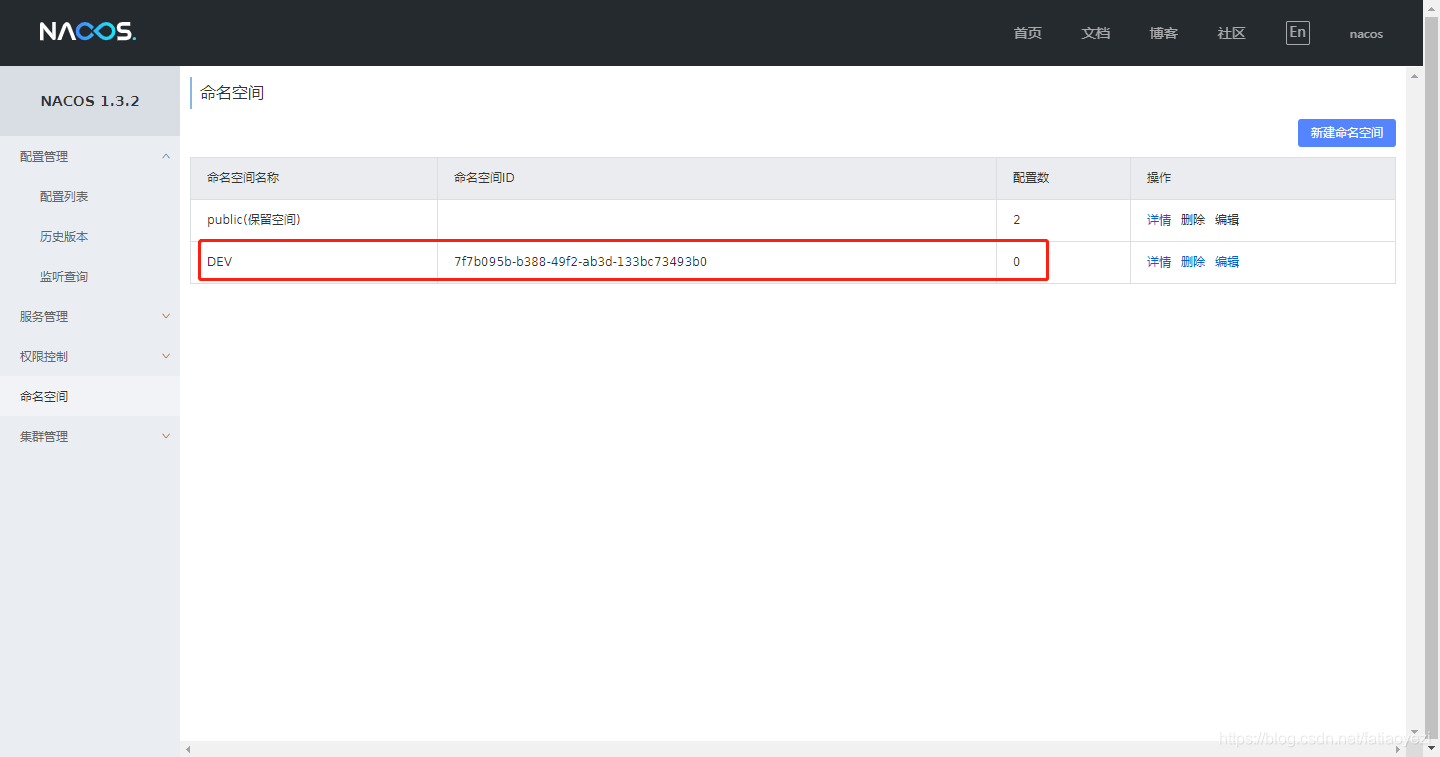 NACOS.
首页 文档 博客 社区 En nacos
NACOS 1.3.2
配置管理
配置列表
历史版本
监听查询
服务管理
权限控制
命名空间
集群管理
命名空间
新建命名空间
命名空间名称 命名空间ID 配置数 操作
public(保留空间) 2 详情 删除 编辑
DEV 7f7b095b-b388-49f2-ab3d-133bc73493b0 0 详情 删除 编辑